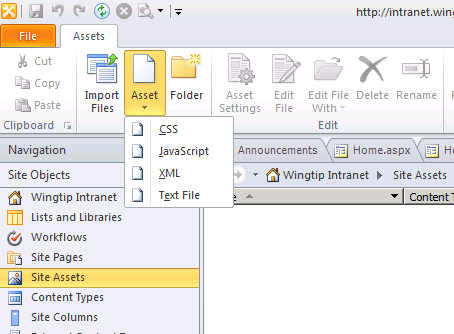 http://intranet.wing
File Assets
Cut
Copy
Paste
Clipboard
Import Files
Asset
Folder
Asset Settings
Edit File
Edit File With
Delete
Rename
Edit
CSS
JavaScript
XML
Text File
Navigation
Announcements
Home.aspx
Ho
Site Objects
Wingtip Intranet
Site Assets
Wingtip Intranet
Content T
Lists and Libraries
Workflows
Site Pages
Site Assets
Content Types
Site Columns